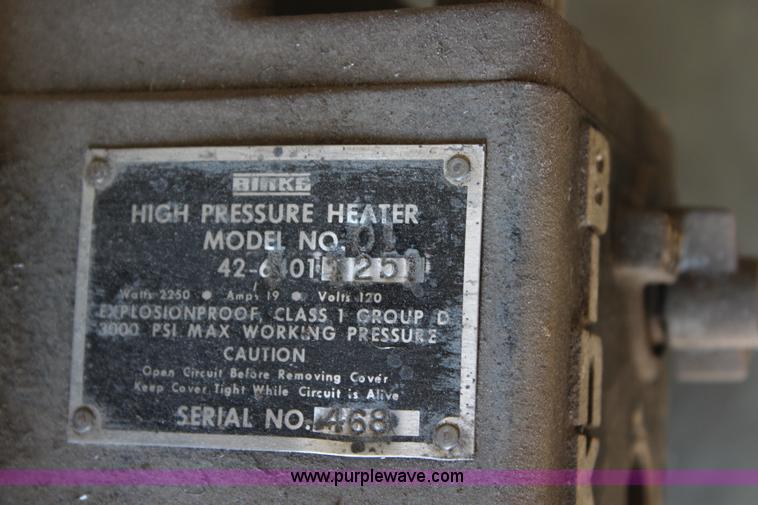 BINKS
HIGH PRESSURE HEATER
MODEL NO.
Watts 2250 • Amps 19 • Volts 120
EXPLOSIONPROOF, CLASS 1 GROUP D
3000 PSI MAX WORKING PRESSURE
CAUTION
Open Circuit Before Removing Cover
Keep Cover Tight While Circuit is Alive
SERIAL NO. 468
www.purplewave.com